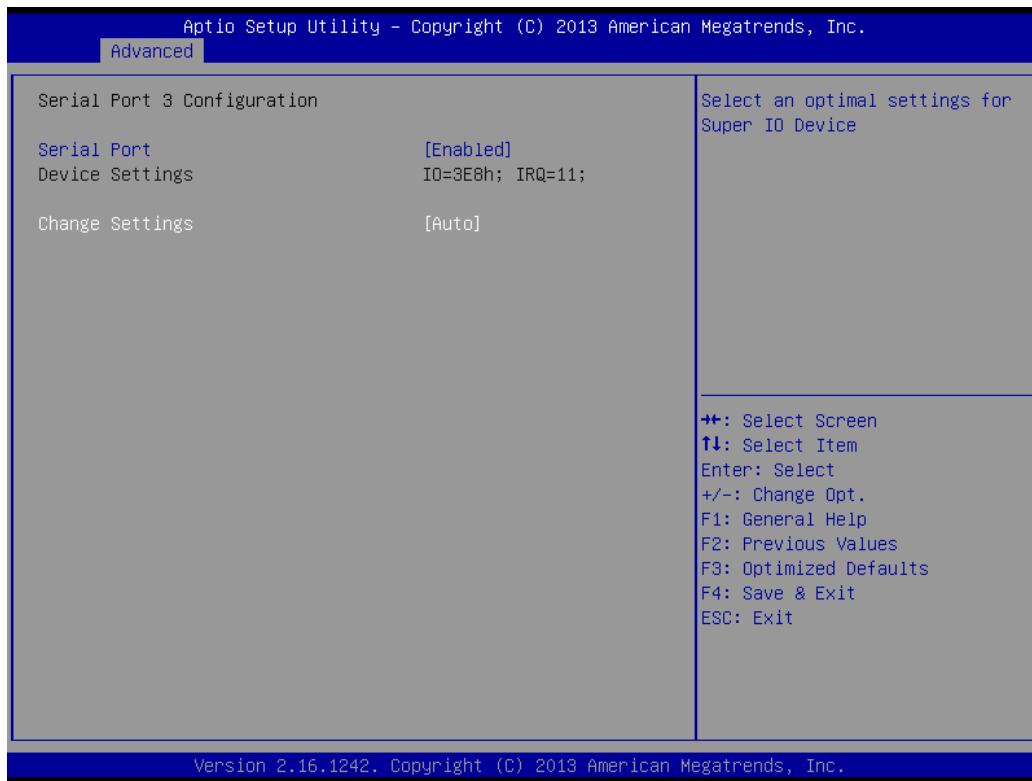 Aptio Setup Utility – Copyright (C) 2013 American Megatrends, Inc.
Advanced
Serial Port 3 Configuration
Serial Port [Enabled]
Device Settings IO=3E8h; IRQ=11;
Change Settings [Auto]
Select an optimal settings for
Super IO Device
→←: Select Screen
↑↓: Select Item
Enter: Select
+/-: Change Opt.
F1: General Help
F2: Previous Values
F3: Optimized Defaults
F4: Save & Exit
ESC: Exit
Version 2.16.1242. Copyright (C) 2013 American Megatrends, Inc.